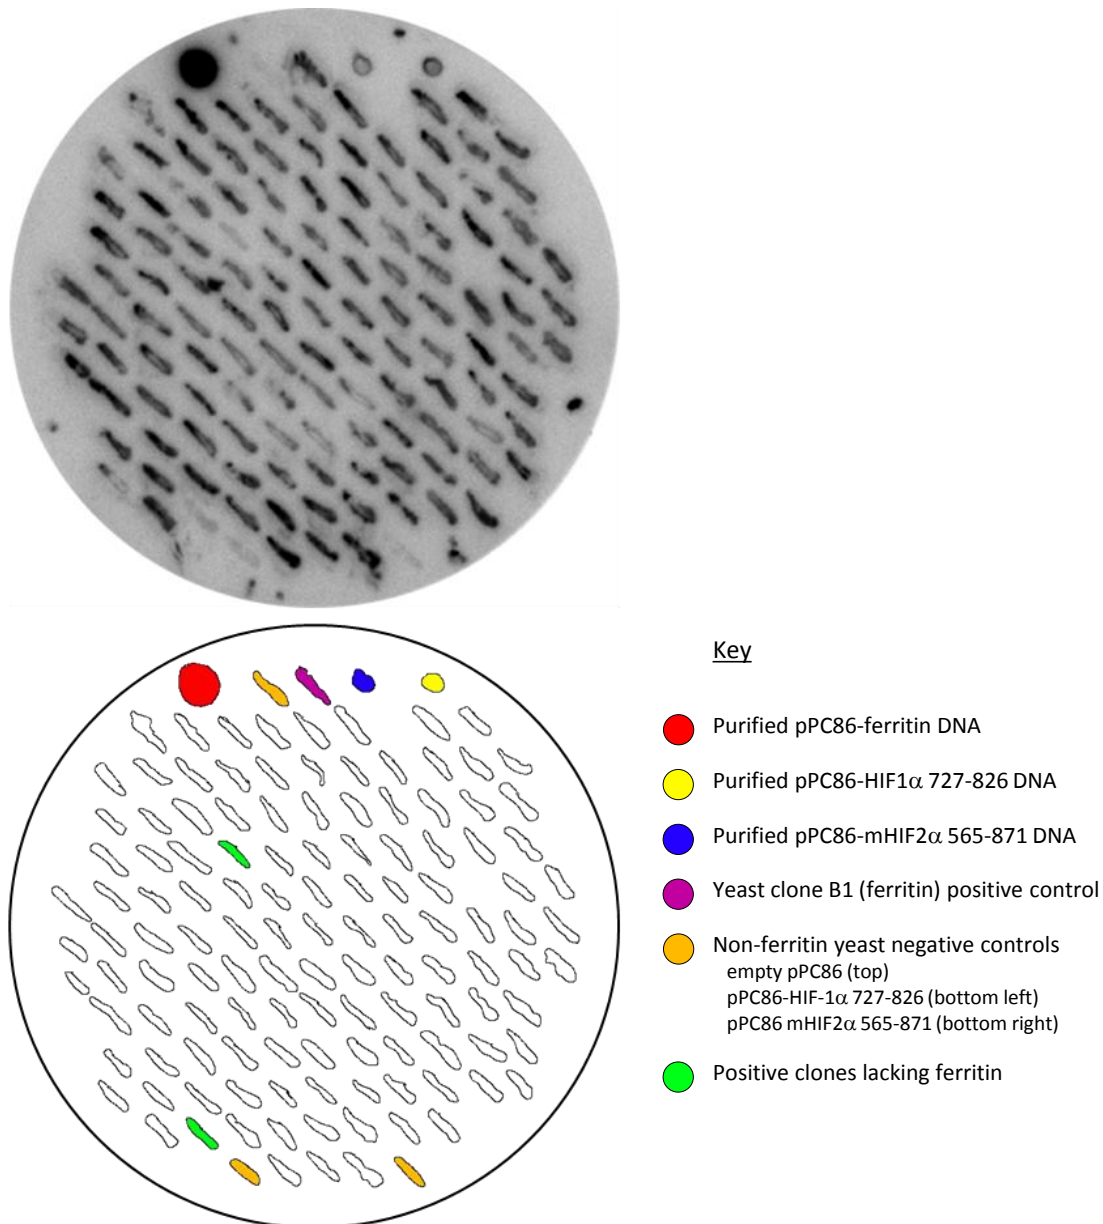 Key
Purified pPC86-ferritin DNA
Purified pPC86-HIF1α 727-826 DNA
Purified pPC86-mHIF2α 565-871 DNA
Yeast clone B1 (ferritin) positive control
Non-ferritin yeast negative controls
empty pPC86 (top)
pPC86-HIF-1α 727-826 (bottom left)
pPC86 mHIF2α 565-871 (bottom right)
Positive clones lacking ferritin